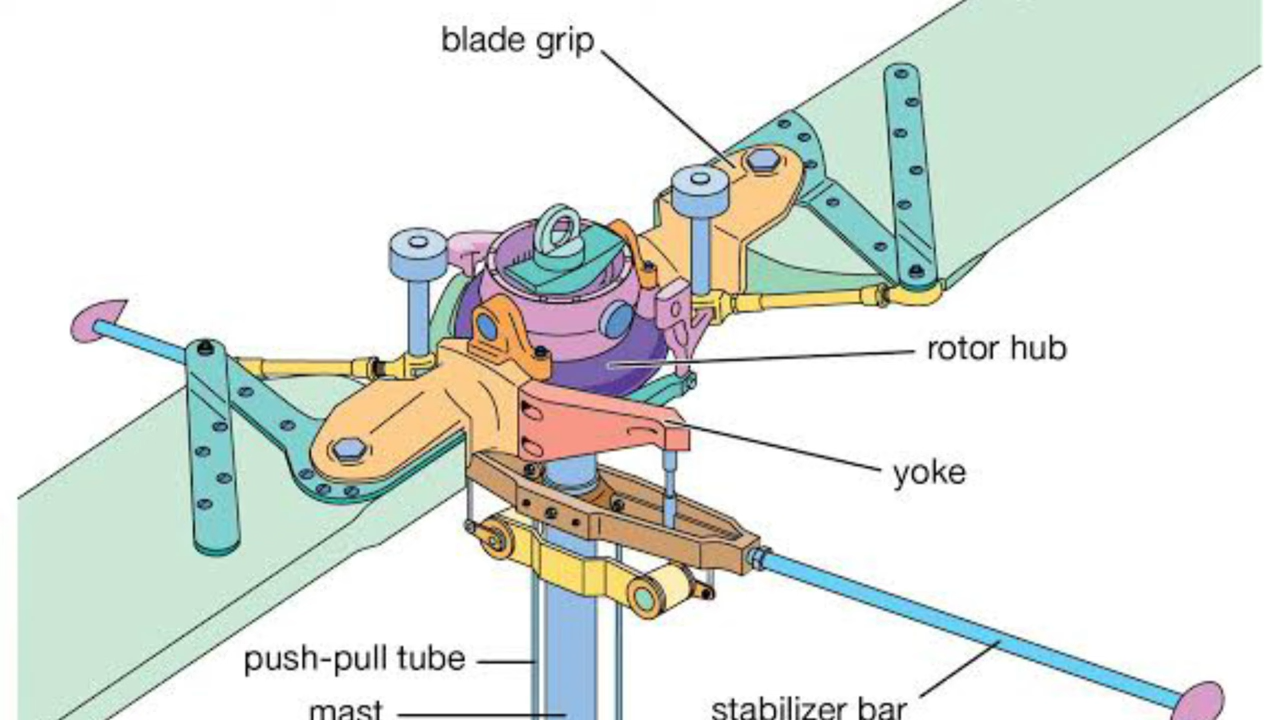 blade grip
rotor hub
yoke
push-pull tube
mast
stabilizer bar